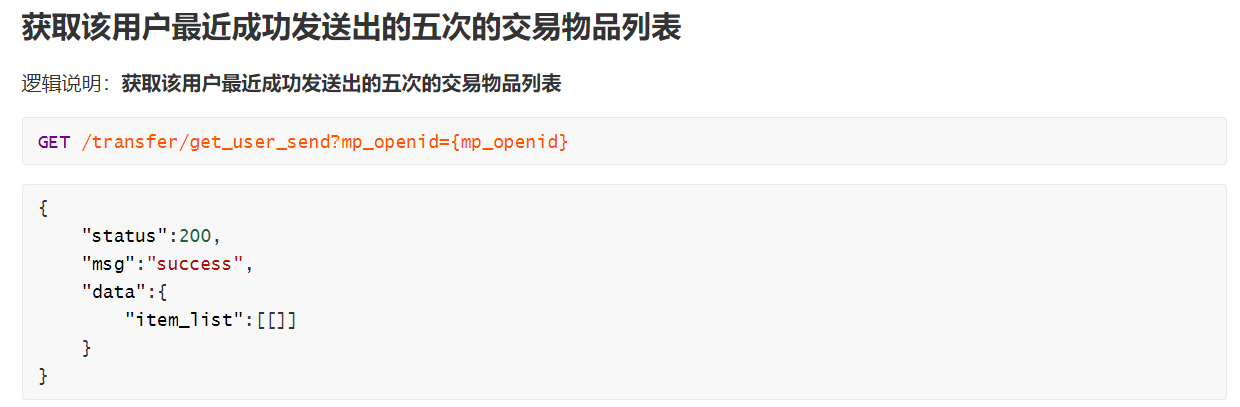 获取该用户最近成功发送出的五次的交易物品列表
逻辑说明：获取该用户最近成功发送出的五次的交易物品列表
GET /transfer/get_user_send?mp_openid={mp_openid}
{
    "status":200,
    "msg":"success",
    "data":{
        "item_list":[[]]
    }
}